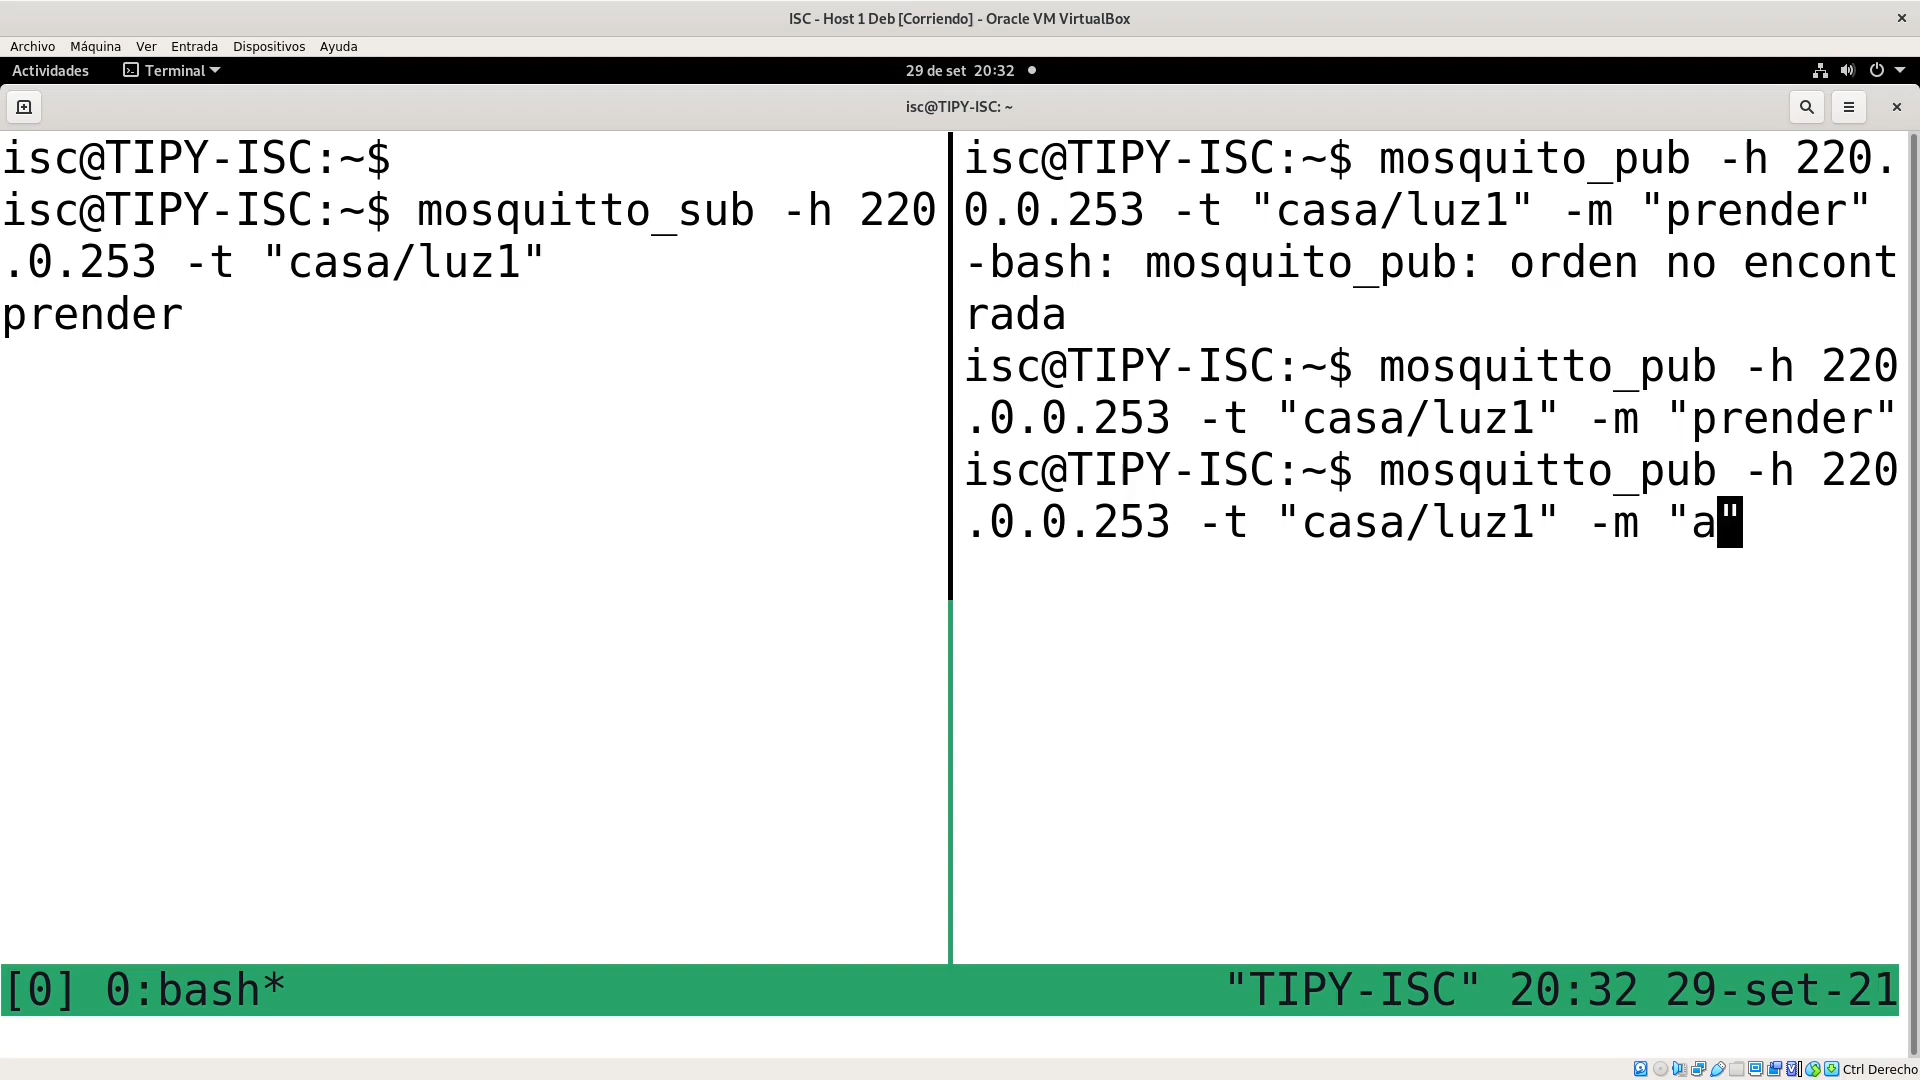 ISC - Host 1 Deb [Corriendo] - Oracle VM VirtualBox
Archivo Máquina Ver Entrada Dispositivos Ayuda
Actividades Terminal 29 de set 20:32
isc@TIPY-ISC: ~
isc@TIPY-ISC:~$
isc@TIPY-ISC:~$ mosquitto_sub -h 220
.0.253 -t "casa/luz1"
prender
isc@TIPY-ISC:~$ mosquito_pub -h 220.
0.0.253 -t "casa/luz1" -m "prender"
-bash: mosquito_pub: orden no encont
rada
isc@TIPY-ISC:~$ mosquitto_pub -h 220
.0.0.253 -t "casa/luz1" -m "prender"
isc@TIPY-ISC:~$ mosquitto_pub -h 220
.0.0.253 -t "casa/luz1" -m "a"
[0] 0:bash* "TIPY-ISC" 20:32 29-set-21
Ctrl Derecho